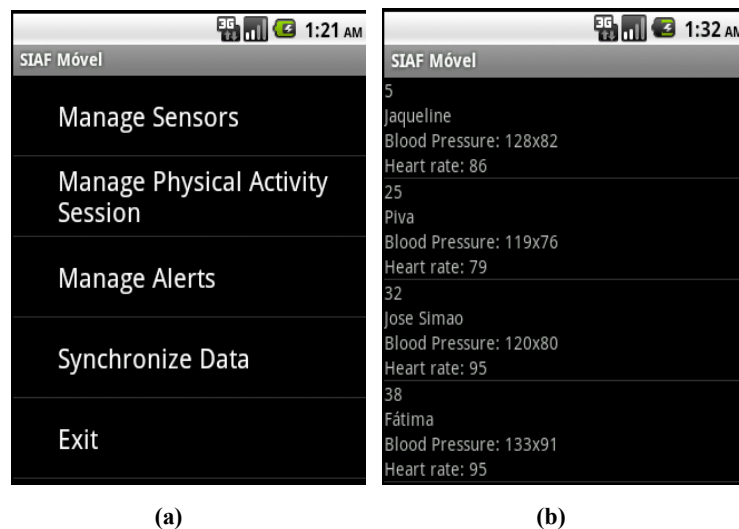 3G 1:21 AM
SIAF Móvel
Manage Sensors
Manage Physical Activity
Session
Manage Alerts
Synchronize Data
Exit
(a)
3G 1:32 AM
SIAF Móvel
5
Jaqueline
Blood Pressure: 128x82
Heart rate: 86
25
Piva
Blood Pressure: 119x76
Heart rate: 79
32
Jose Simao
Blood Pressure: 120x80
Heart rate: 95
38
Fátima
Blood Pressure: 133x91
Heart rate: 95
(b)